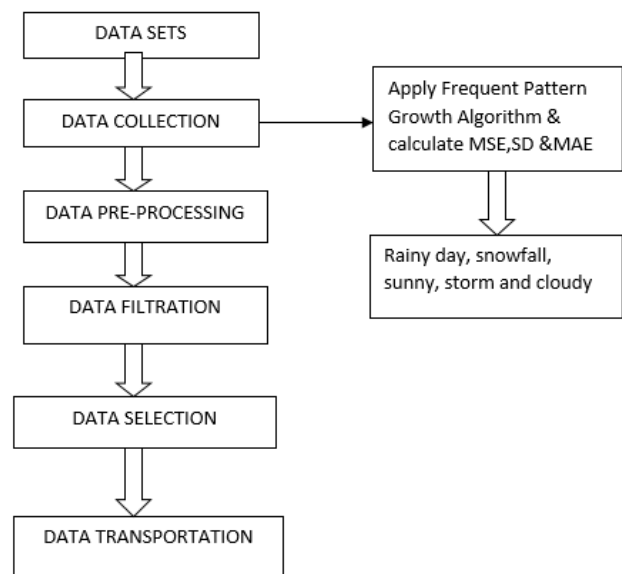 DATA SETS
DATA COLLECTION
Apply Frequent Pattern
Growth Algorithm &
calculate MSE,SD &MAE
DATA PRE-PROCESSING
Rainy day, snowfall,
sunny, storm and cloudy
DATA FILTRATION
DATA SELECTION
DATA TRANSPORTATION